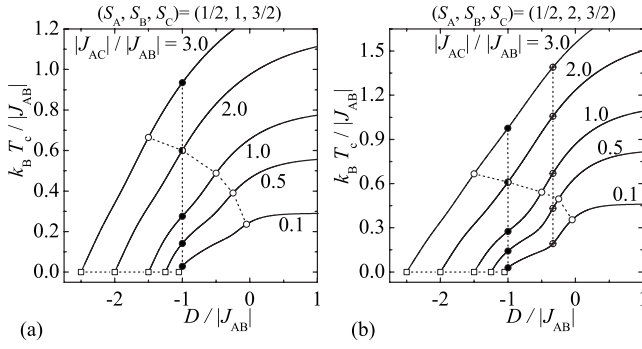 (S_A, S_B, S_C)= (1/2, 1, 3/2)
|J_AC| / |J_AB| = 3.0
2.0
1.0
0.5
0.1
1.2
1.0
0.8
0.6
0.4
0.2
0.0
k_B T_c / |J_AB|
-2 -1 0 1
D / |J_AB|
(a)
(S_A, S_B, S_C)= (1/2, 2, 3/2)
|J_AC| / |J_AB| = 3.0
2.0
1.0
0.5
0.1
1.5
1.2
0.9
0.6
0.3
0.0
k_B T_c / |J_AB|
-2 -1 0 1
D / |J_AB|
(b)